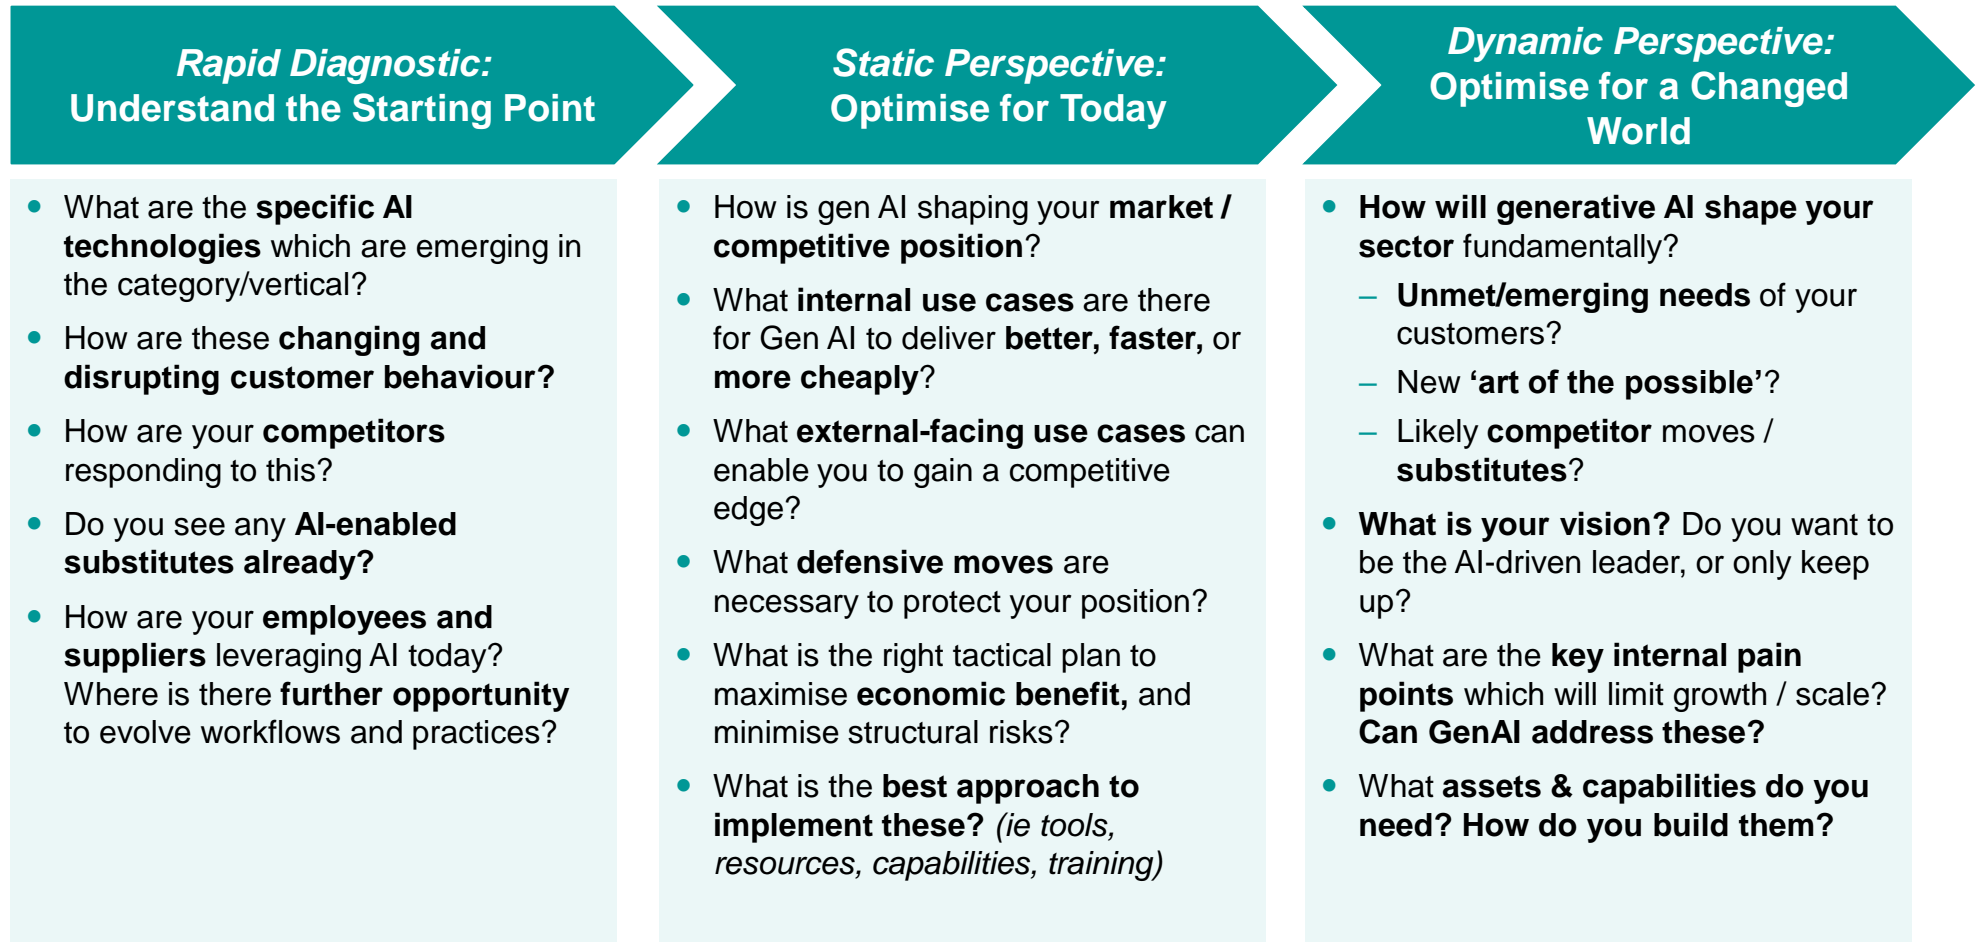 Rapid Diagnostic:
Understand the Starting Point
• What are the specific AI
technologies which are emerging in
the category/vertical?
• How are these changing and
disrupting customer behaviour?
• How are your competitors
responding to this?
• Do you see any AI-enabled
substitutes already?
• How are your employees and
suppliers leveraging AI today?
Where is there further opportunity
to evolve workflows and practices?
Static Perspective:
Optimise for Today
• How is gen AI shaping your market /
competitive position?
• What internal use cases are there
for Gen AI to deliver better, faster, or
more cheaply?
• What external-facing use cases can
enable you to gain a competitive
edge?
• What defensive moves are
necessary to protect your position?
• What is the right tactical plan to
maximise economic benefit, and
minimise structural risks?
• What is the best approach to
implement these? (ie tools,
resources, capabilities, training)
Dynamic Perspective:
Optimise for a Changed
World
• How will generative AI shape your
sector fundamentally?
– Unmet/emerging needs of your
customers?
– New ‘art of the possible’?
– Likely competitor moves /
substitutes?
• What is your vision? Do you want to
be the AI-driven leader, or only keep
up?
• What are the key internal pain
points which will limit growth / scale?
Can GenAI address these?
• What assets & capabilities do you
need? How do you build them?